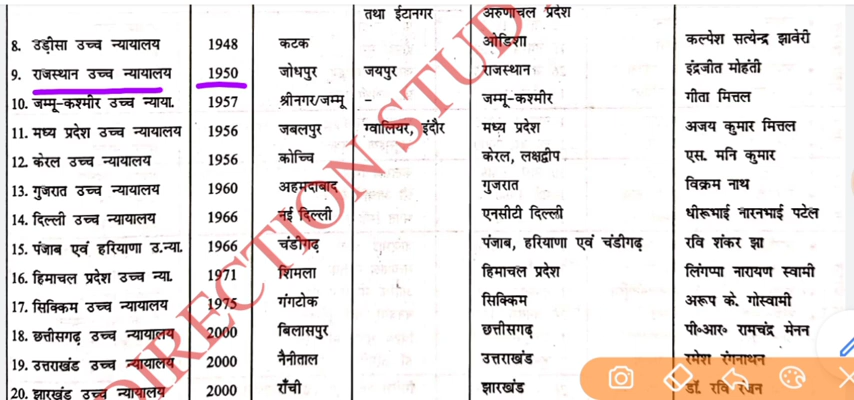 तथा ईटानगर अरुणाचल प्रदेश
8. उड़ीसा उच्च न्यायालय 1948 कटक ओडिशा कल्पेश सत्येन्द्र झावेरी
9. राजस्थान उच्च न्यायालय 1950 जोधपुर जयपुर राजस्थान इंद्रजीत मोहंती
10. जम्मू-कश्मीर उच्च न्याया. 1957 श्रीनगर/जम्मू – जम्मू-कश्मीर गीता मित्तल
11. मध्य प्रदेश उच्च न्यायालय 1956 जबलपुर ग्वालियर, इंदौर मध्य प्रदेश अजय कुमार मित्तल
12. केरल उच्च न्यायालय 1956 कोच्चि केरल, लक्षद्वीप एस. मनि कुमार
13. गुजरात उच्च न्यायालय 1960 अहमदाबाद गुजरात विक्रम नाथ
14. दिल्ली उच्च न्यायालय 1966 नई दिल्ली एनसीटी दिल्ली धीरूभाई नारनभाई पटेल
15. पंजाब एवं हरियाणा उ.न्या. 1966 चंडीगढ़ पंजाब, हरियाणा एवं चंडीगढ़ रवि शंकर झा
16. हिमाचल प्रदेश उच्च न्या. 1971 शिमला हिमाचल प्रदेश लिंगप्पा नारायण स्वामी
17. सिक्किम उच्च न्यायालय 1975 गंगटोक सिक्किम अरूप के. गोस्वामी
18. छत्तीसगढ़ उच्च न्यायालय 2000 बिलासपुर छत्तीसगढ़ पी॰आर॰ रामचंद्र मेनन
19. उत्तराखंड उच्च न्यायालय 2000 नैनीताल उत्तराखंड रमेश रंगनाथन
20. झारखंड उच्च न्यायालय 2000 राँची झारखंड डॉ. रवि रंजन
DIRECTION STUD